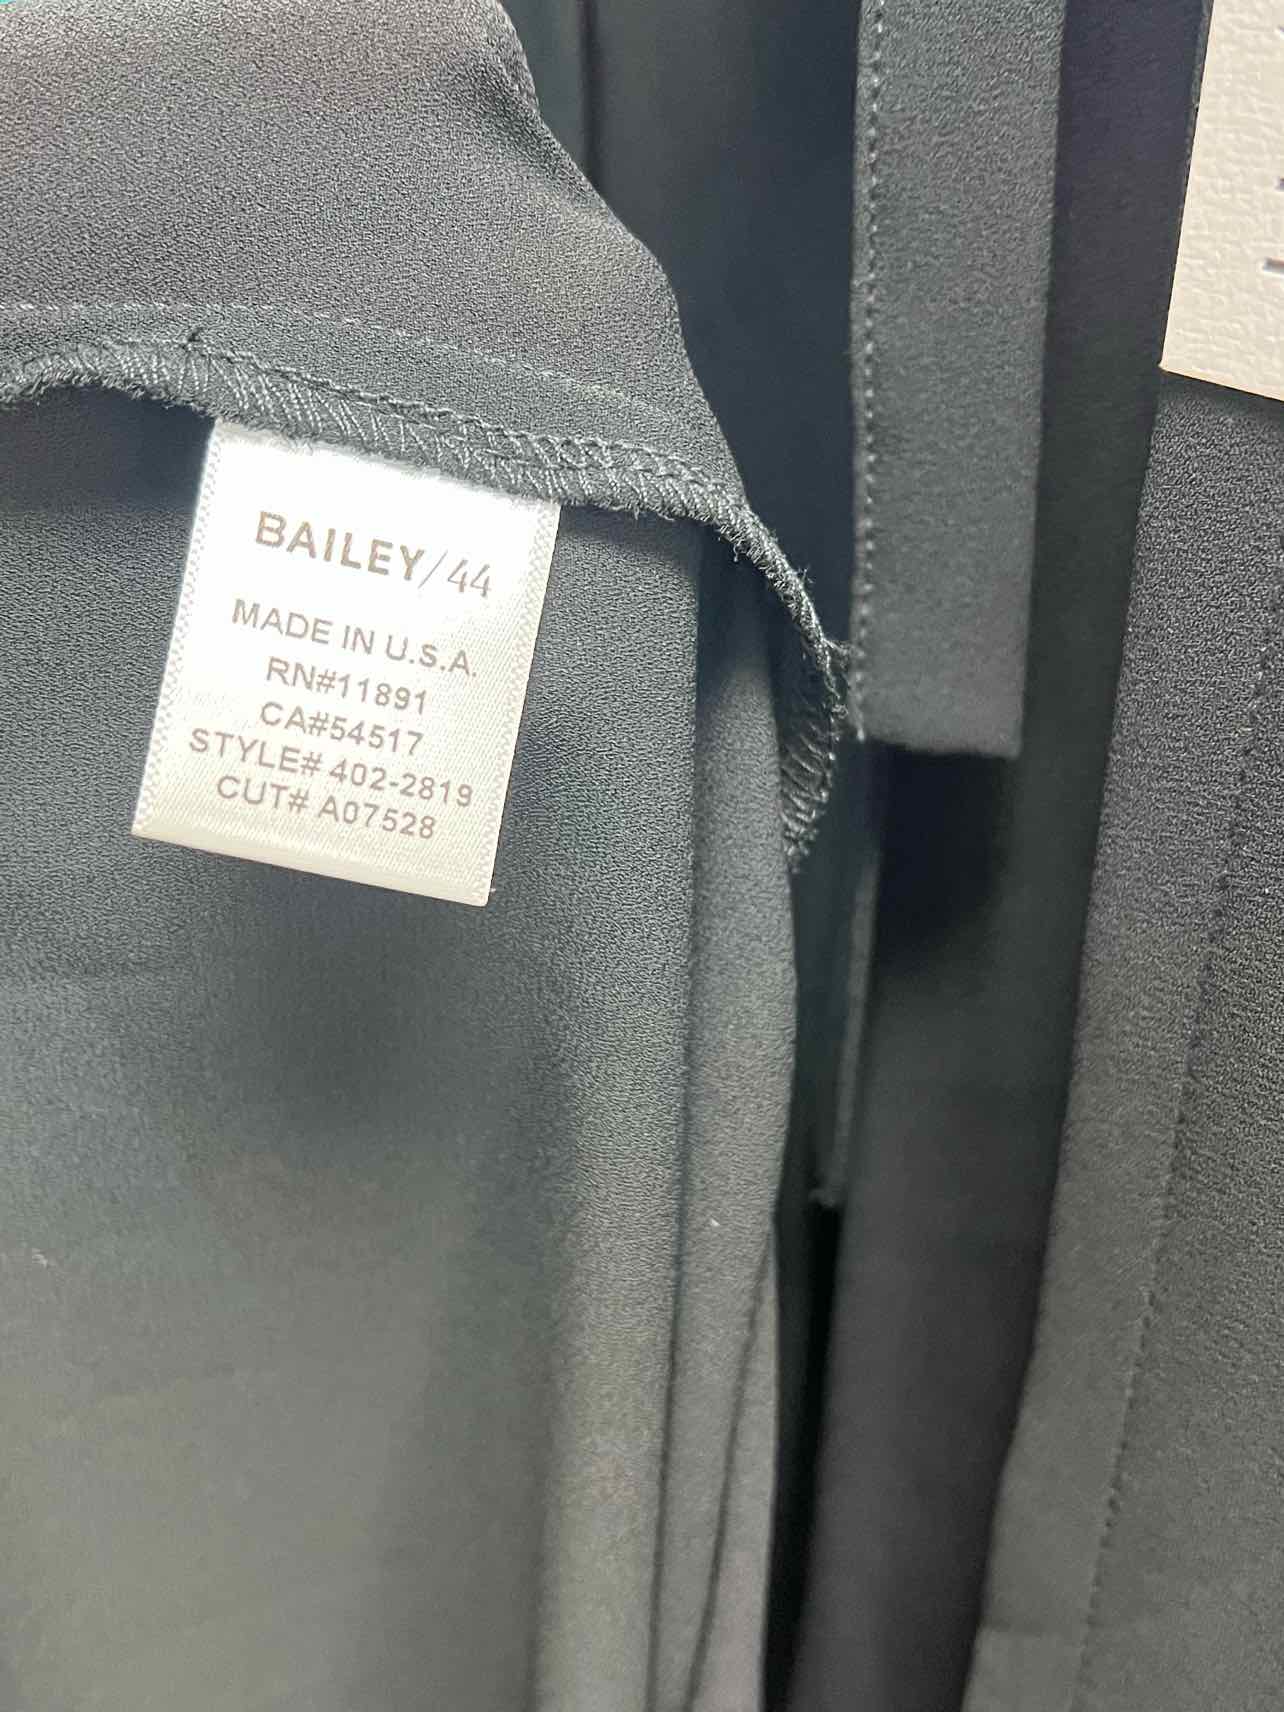 BAILEY/44
MADE IN U.S.A.
RN#11891
CA#54517
STYLE# 402-2819
CUT# A07528